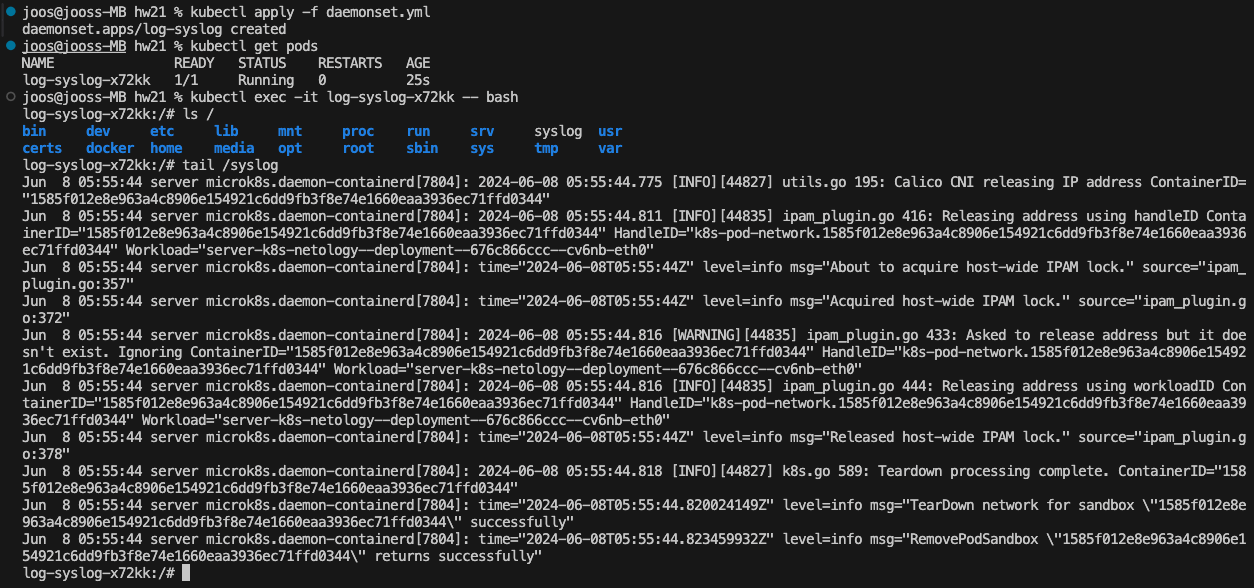 joos@jooss-MB hw21 % kubectl apply -f daemonset.yml
daemonset.apps/log-syslog created
joos@jooss-MB hw21 % kubectl get pods
NAME               READY   STATUS    RESTARTS   AGE
log-syslog-x72kk   1/1     Running   0          25s
joos@jooss-MB hw21 % kubectl exec -it log-syslog-x72kk -- bash
log-syslog-x72kk:/# ls /
bin     dev     etc     lib     mnt     proc    run     srv     syslog  usr
certs   docker  home    media   opt     root    sbin    sys     tmp     var
log-syslog-x72kk:/# tail /syslog
Jun  8 05:55:44 server microk8s.daemon-containerd[7804]: 2024-06-08 05:55:44.775 [INFO][44827] utils.go 195: Calico CNI releasing IP address ContainerID=
"1585f012e8e963a4c8906e154921c6dd9fb3f8e74e1660eaa3936ec71ffd0344"
Jun  8 05:55:44 server microk8s.daemon-containerd[7804]: 2024-06-08 05:55:44.811 [INFO][44835] ipam_plugin.go 416: Releasing address using handleID Conta
inerID="1585f012e8e963a4c8906e154921c6dd9fb3f8e74e1660eaa3936ec71ffd0344" HandleID="k8s-pod-network.1585f012e8e963a4c8906e154921c6dd9fb3f8e74e1660eaa3936
ec71ffd0344" Workload="server-k8s-netology--deployment--676c866ccc--cv6nb-eth0"
Jun  8 05:55:44 server microk8s.daemon-containerd[7804]: time="2024-06-08T05:55:44Z" level=info msg="About to acquire host-wide IPAM lock." source="ipam_
plugin.go:357"
Jun  8 05:55:44 server microk8s.daemon-containerd[7804]: time="2024-06-08T05:55:44Z" level=info msg="Acquired host-wide IPAM lock." source="ipam_plugin.g
o:372"
Jun  8 05:55:44 server microk8s.daemon-containerd[7804]: 2024-06-08 05:55:44.816 [WARNING][44835] ipam_plugin.go 433: Asked to release address but it doe
sn't exist. Ignoring ContainerID="1585f012e8e963a4c8906e154921c6dd9fb3f8e74e1660eaa3936ec71ffd0344" HandleID="k8s-pod-network.1585f012e8e963a4c8906e15492
1c6dd9fb3f8e74e1660eaa3936ec71ffd0344" Workload="server-k8s-netology--deployment--676c866ccc--cv6nb-eth0"
Jun  8 05:55:44 server microk8s.daemon-containerd[7804]: 2024-06-08 05:55:44.816 [INFO][44835] ipam_plugin.go 444: Releasing address using workloadID Con
tainerID="1585f012e8e963a4c8906e154921c6dd9fb3f8e74e1660eaa3936ec71ffd0344" HandleID="k8s-pod-network.1585f012e8e963a4c8906e154921c6dd9fb3f8e74e1660eaa39
36ec71ffd0344" Workload="server-k8s-netology--deployment--676c866ccc--cv6nb-eth0"
Jun  8 05:55:44 server microk8s.daemon-containerd[7804]: time="2024-06-08T05:55:44Z" level=info msg="Released host-wide IPAM lock." source="ipam_plugin.g
o:378"
Jun  8 05:55:44 server microk8s.daemon-containerd[7804]: 2024-06-08 05:55:44.818 [INFO][44827] k8s.go 589: Teardown processing complete. ContainerID="158
5f012e8e963a4c8906e154921c6dd9fb3f8e74e1660eaa3936ec71ffd0344"
Jun  8 05:55:44 server microk8s.daemon-containerd[7804]: time="2024-06-08T05:55:44.820024149Z" level=info msg="TearDown network for sandbox \"1585f012e8e
963a4c8906e154921c6dd9fb3f8e74e1660eaa3936ec71ffd0344\" successfully"
Jun  8 05:55:44 server microk8s.daemon-containerd[7804]: time="2024-06-08T05:55:44.823459932Z" level=info msg="RemovePodSandbox \"1585f012e8e963a4c8906e1
54921c6dd9fb3f8e74e1660eaa3936ec71ffd0344\" returns successfully"
log-syslog-x72kk:/#